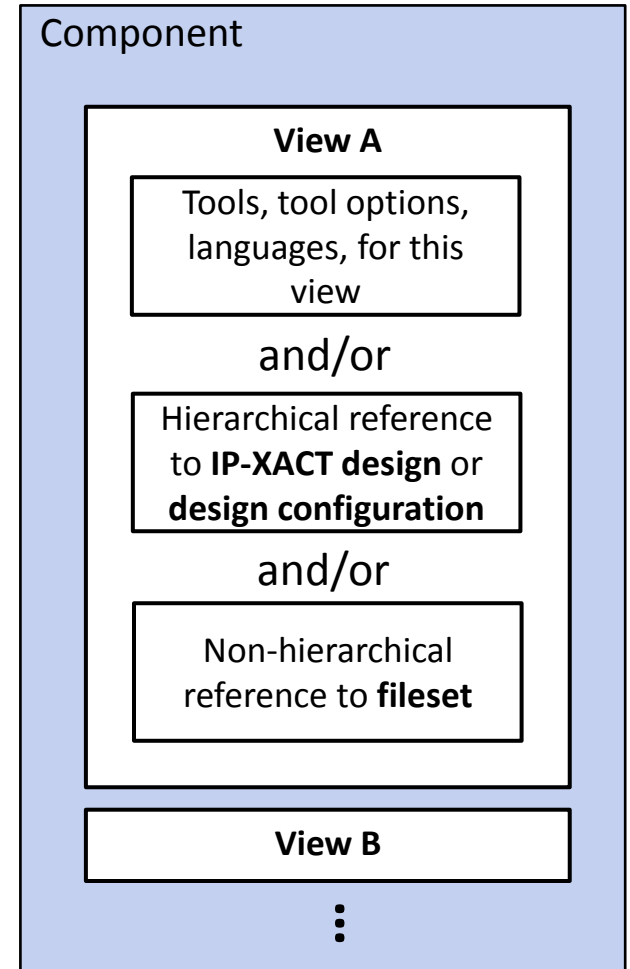 Component
View A
Tools, tool options,
languages, for this
view
and/or
Hierarchical reference
to IP-XACT design or
design configuration
and/or
Non-hierarchical
reference to fileset
View B
⋮